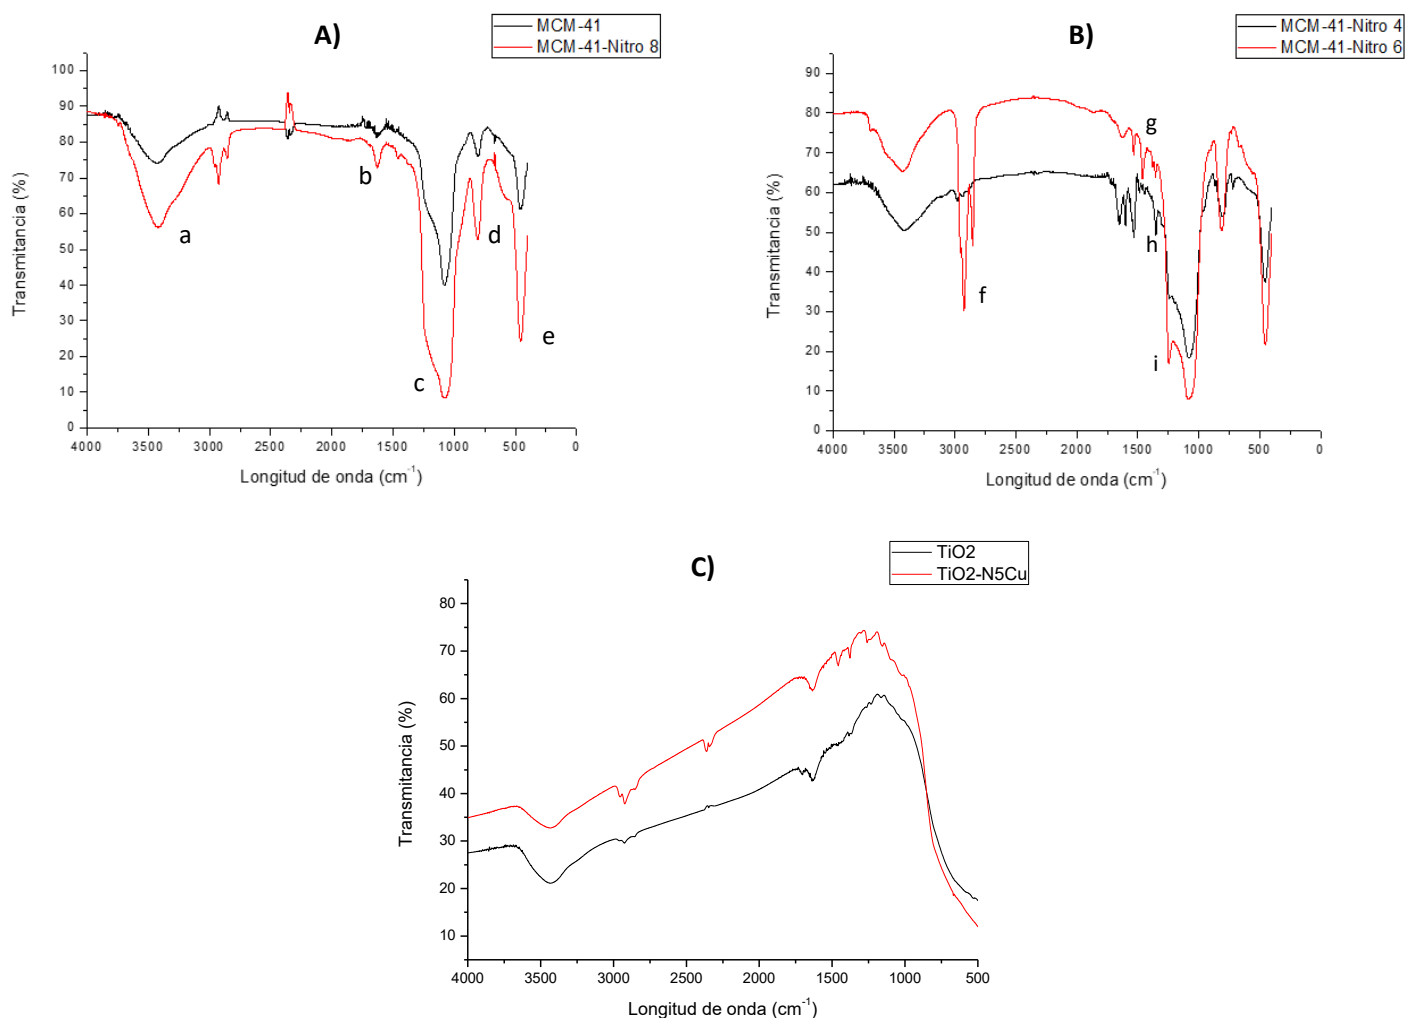 A)
MCM-41
MCM-41-Nitro 8
100
90
80
70
60
50
40
30
20
10
0
Transmitancia (%)
a
b
c
d
e
4000
3500
3000
2500
2000
1500
1000
500
0
Longitud de onda (cm-1)
B)
MCM-41-Nitro 4
MCM-41-Nitro 6
90
80
70
60
50
40
30
20
10
0
Transmitancia (%)
f
g
h
i
4000
3500
3000
2500
2000
1500
1000
500
0
Longitud de onda (cm-1)
C)
TiO2
TiO2-N5Cu
80
70
60
50
40
30
20
10
Transmitancia (%)
4000
3500
3000
2500
2000
1500
1000
500
Longitud de onda (cm-1)